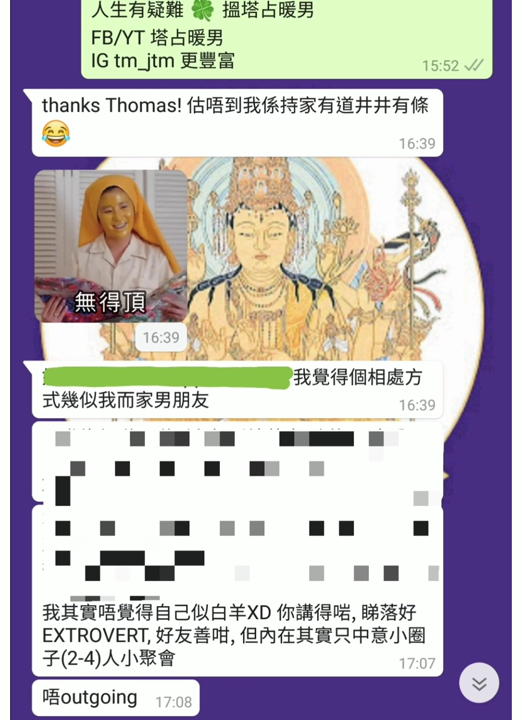 人生有疑難 🍀 搵塔占暖男
FB/YT 塔占暖男
IG tm_jtm 更豐富
15:52
thanks Thomas! 估唔到我係持家有道井井有條
😂
16:39
無得頂
16:39
我覺得個相處方
式幾似我而家男朋友
16:39
我其實唔覺得自己似白羊XD 你講得啱, 睇落好
EXTROVERT, 好友善咁, 但內在其實只中意小圈
子(2-4)人小聚會
17:07
唔outgoing
17:08